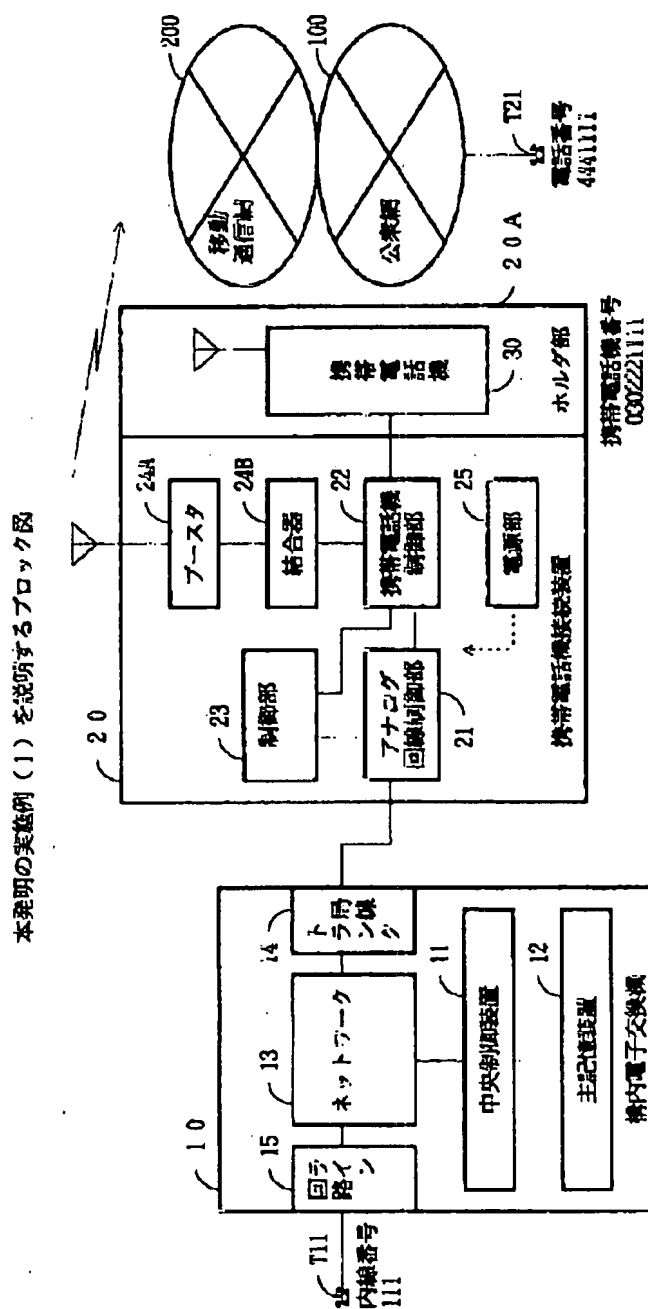 本発明の実施例(1)を説明するブロック図
10
T11
内線番号
111
15
ライン
回路
13
ネットワーク
14
局線
トランク
11
中央制御装置
12
主記憶装置
構内電子交換機
20
23
制御部
21
アナログ
回線制御部
24A
ブースタ
24B
結合器
22
携帯電話機
制御部
25
電源部
携帯電話機接続装置
携帯電話機
30
ホルダ部
20A
携帯電話機番号
0302221111
200
移動
通信網
100
公衆網
T21
電話番号
4441111